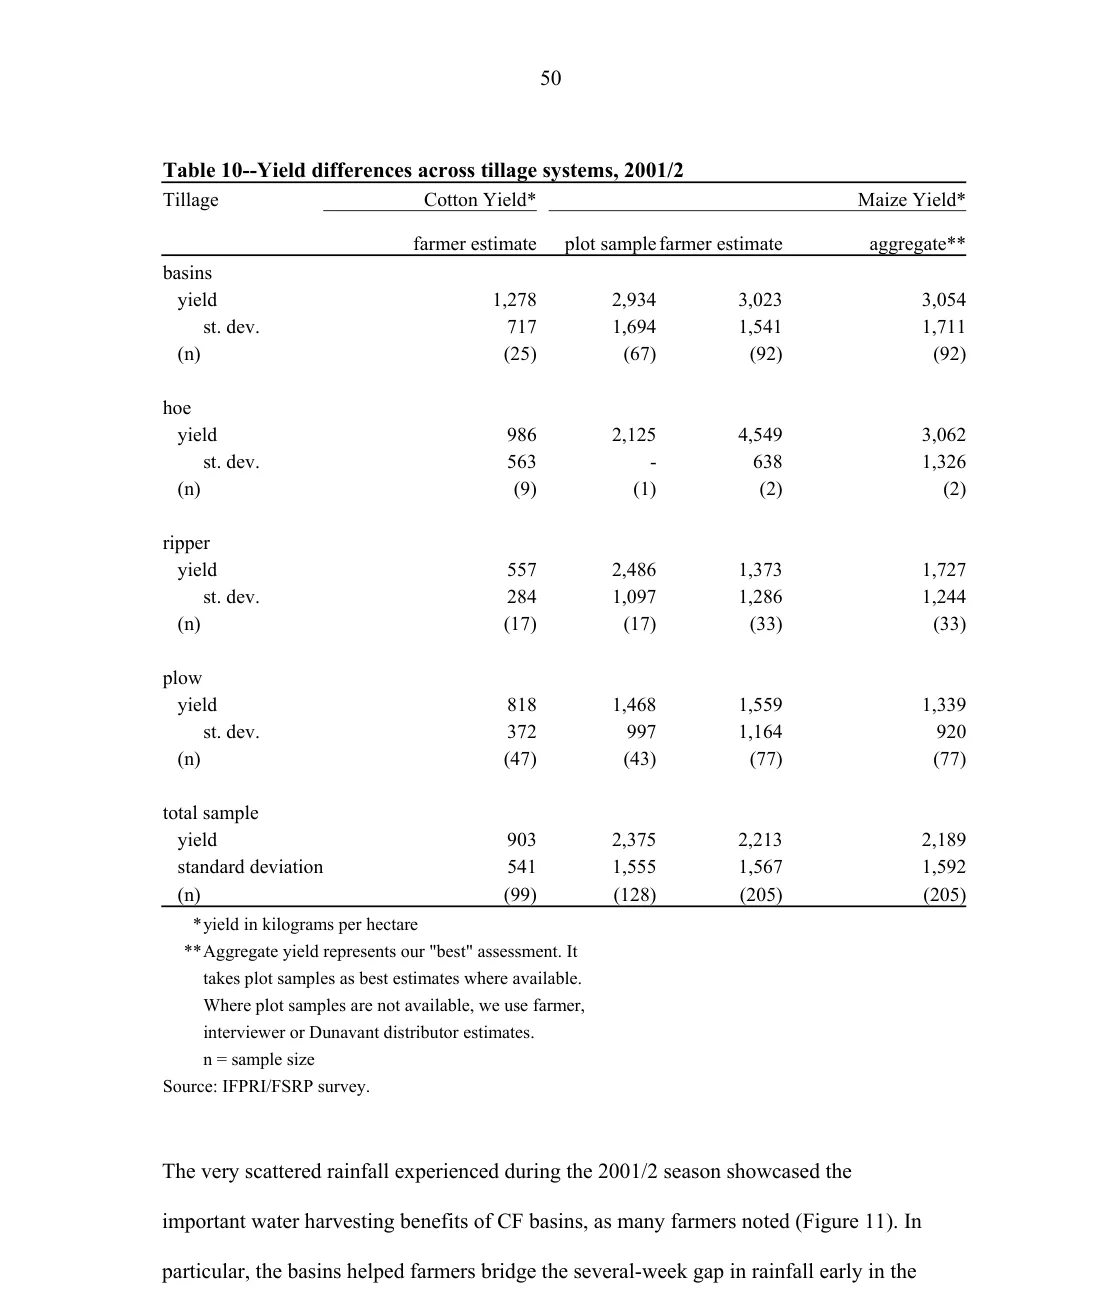 50
Table 10--Yield differences across tillage systems, 2001/2
Tillage Cotton Yield* Maize Yield*
farmer estimate plot sample farmer estimate aggregate**
basins
yield 1,278 2,934 3,023 3,054
st. dev. 717 1,694 1,541 1,711
(n) (25) (67) (92) (92)
hoe
yield 986 2,125 4,549 3,062
st. dev. 563 - 638 1,326
(n) (9) (1) (2) (2)
ripper
yield 557 2,486 1,373 1,727
st. dev. 284 1,097 1,286 1,244
(n) (17) (17) (33) (33)
plow
yield 818 1,468 1,559 1,339
st. dev. 372 997 1,164 920
(n) (47) (43) (77) (77)
total sample
yield 903 2,375 2,213 2,189
standard deviation 541 1,555 1,567 1,592
(n) (99) (128) (205) (205)
* yield in kilograms per hectare
** Aggregate yield represents our "best" assessment. It
takes plot samples as best estimates where available.
Where plot samples are not available, we use farmer,
interviewer or Dunavant distributor estimates.
n = sample size
Source: IFPRI/FSRP survey.
The very scattered rainfall experienced during the 2001/2 season showcased the
important water harvesting benefits of CF basins, as many farmers noted (Figure 11). In
particular, the basins helped farmers bridge the several-week gap in rainfall early in the